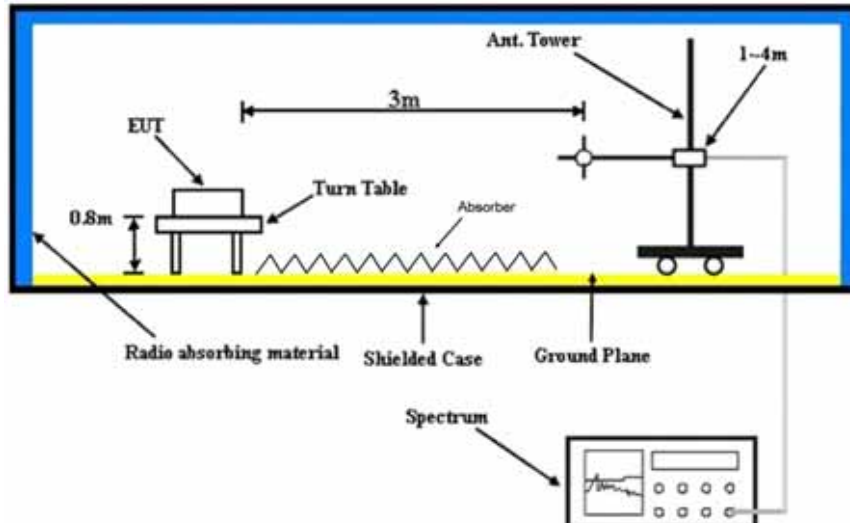 Ant. Tower
1~4m
3m
EUT
Turn Table
0.8m
Absorber
Radio absorbing material
Shielded Case
Ground Plane
Spectrum